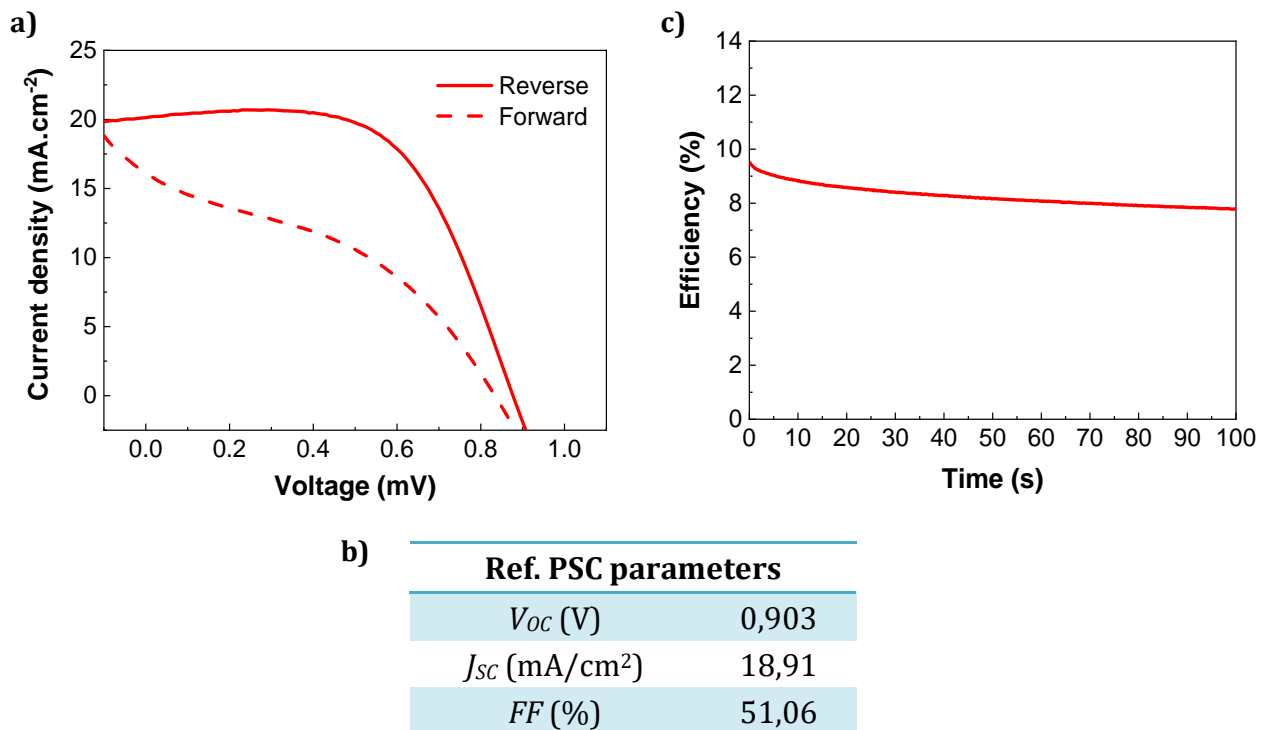 a)
25
20
15
10
5
0
Current density (mA.cm-2)
Reverse
Forward
0.0 0.2 0.4 0.6 0.8 1.0
Voltage (mV)
c)
14
12
10
8
6
4
2
0
Efficiency (%)
0 10 20 30 40 50 60 70 80 90 100
Time (s)
b)
Ref. PSC parameters
VOC (V) 0,903
JSC (mA/cm2) 18,91
FF (%) 51,06